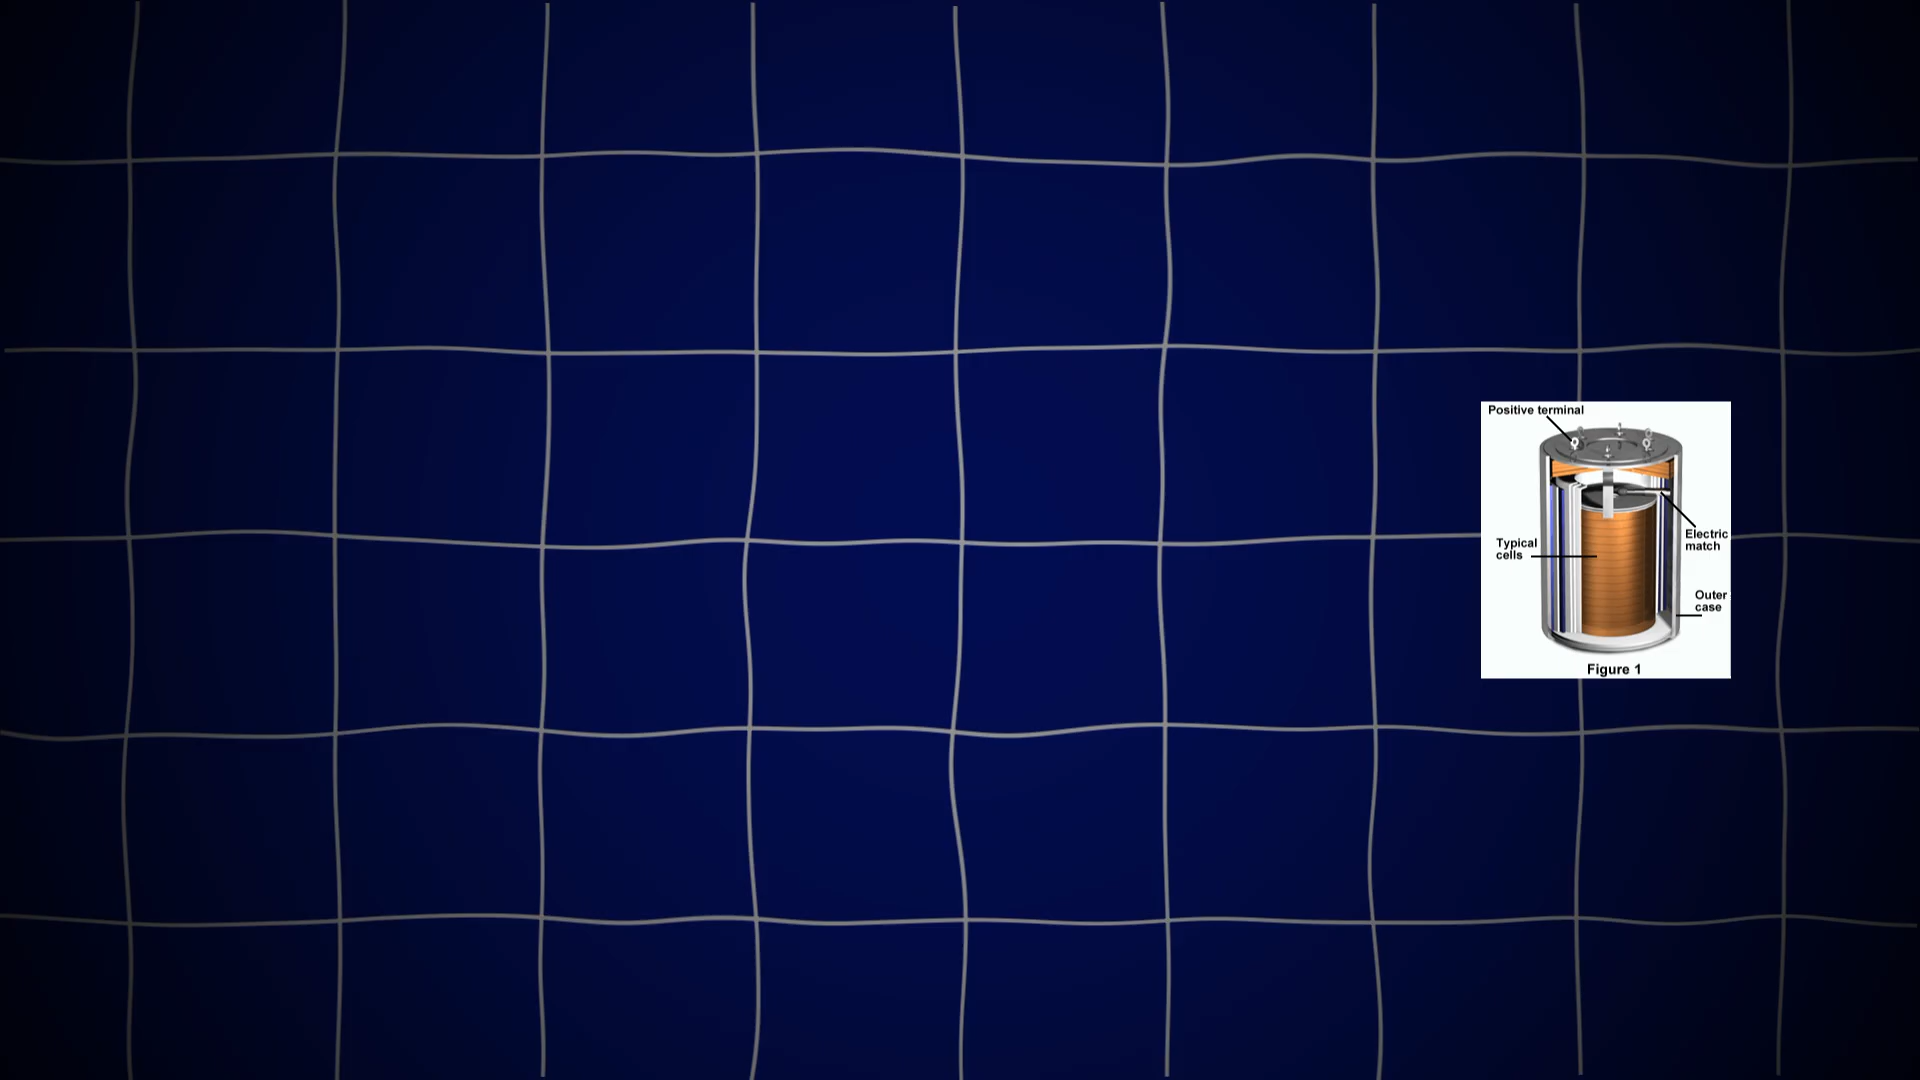 Positive terminal
Electric
match
Typical
cells
Outer
case
Figure 1